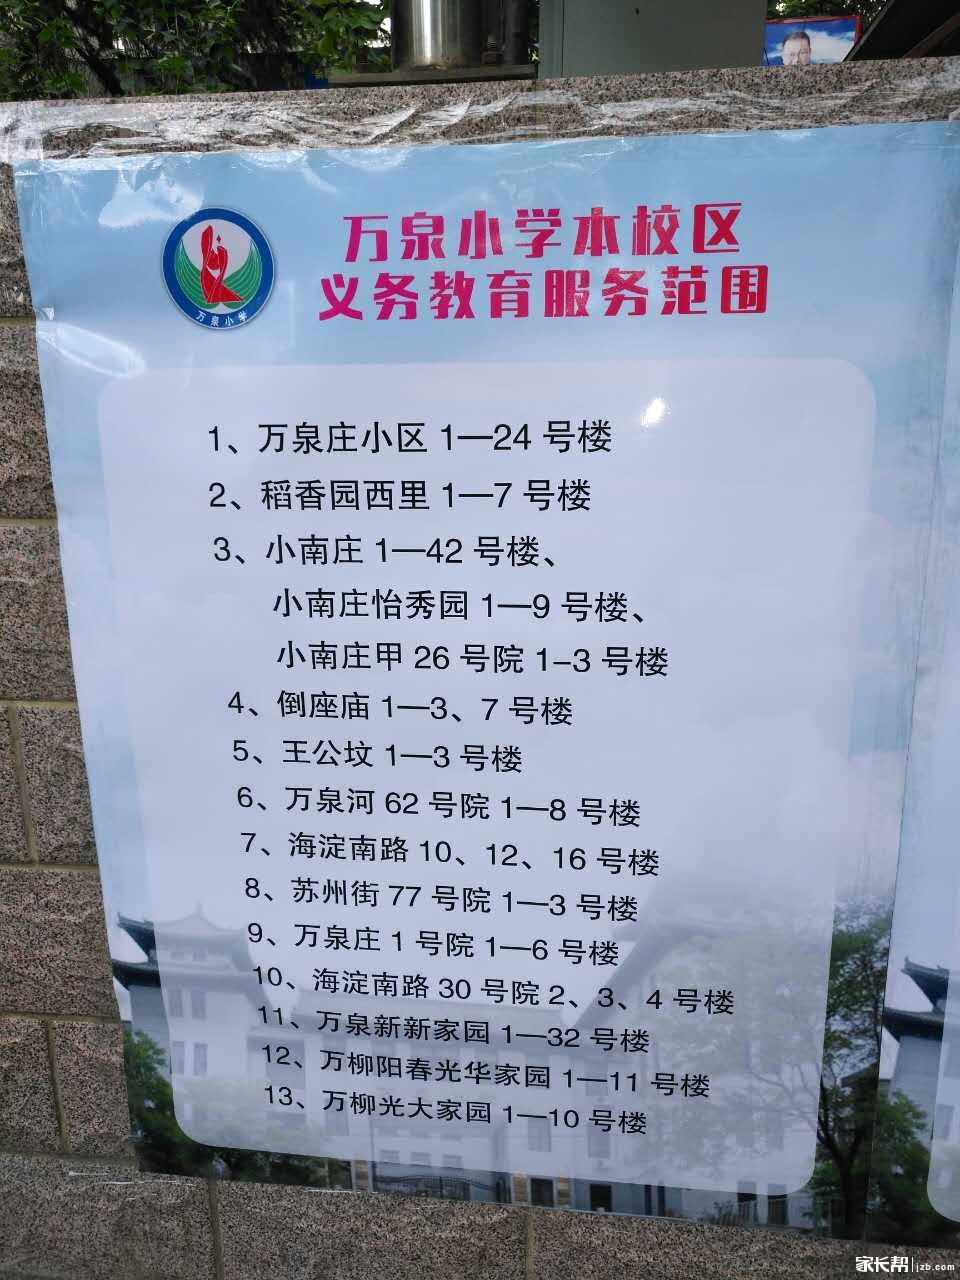 万泉小学
万泉小学本校区
义务教育服务范围
1、万泉庄小区 1—24 号楼
2、稻香园西里 1—7 号楼
3、小南庄 1—42 号楼、
小南庄怡秀园 1—9 号楼、
小南庄甲 26 号院 1-3 号楼
4、倒座庙 1—3、7 号楼
5、王公坟 1—3 号楼
6、万泉河 62 号院 1—8 号楼
7、海淀南路 10、12、16 号楼
8、苏州街 77 号院 1—3 号楼
9、万泉庄 1 号院 1—6 号楼
10、海淀南路 30 号院 2、3、4 号楼
11、万泉新新家园 1—32 号楼
12、万柳阳春光华家园 1—11 号楼
13、万柳光大家园 1—10 号楼
家长帮 jzb.com